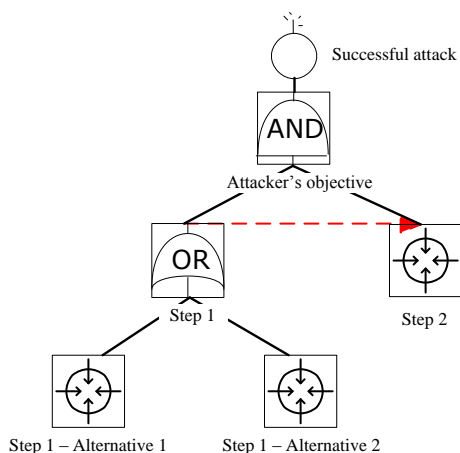 Successful attack
AND
Attacker’s objective
OR
Step 1
Step 2
Step 1 – Alternative 1
Step 1 – Alternative 2